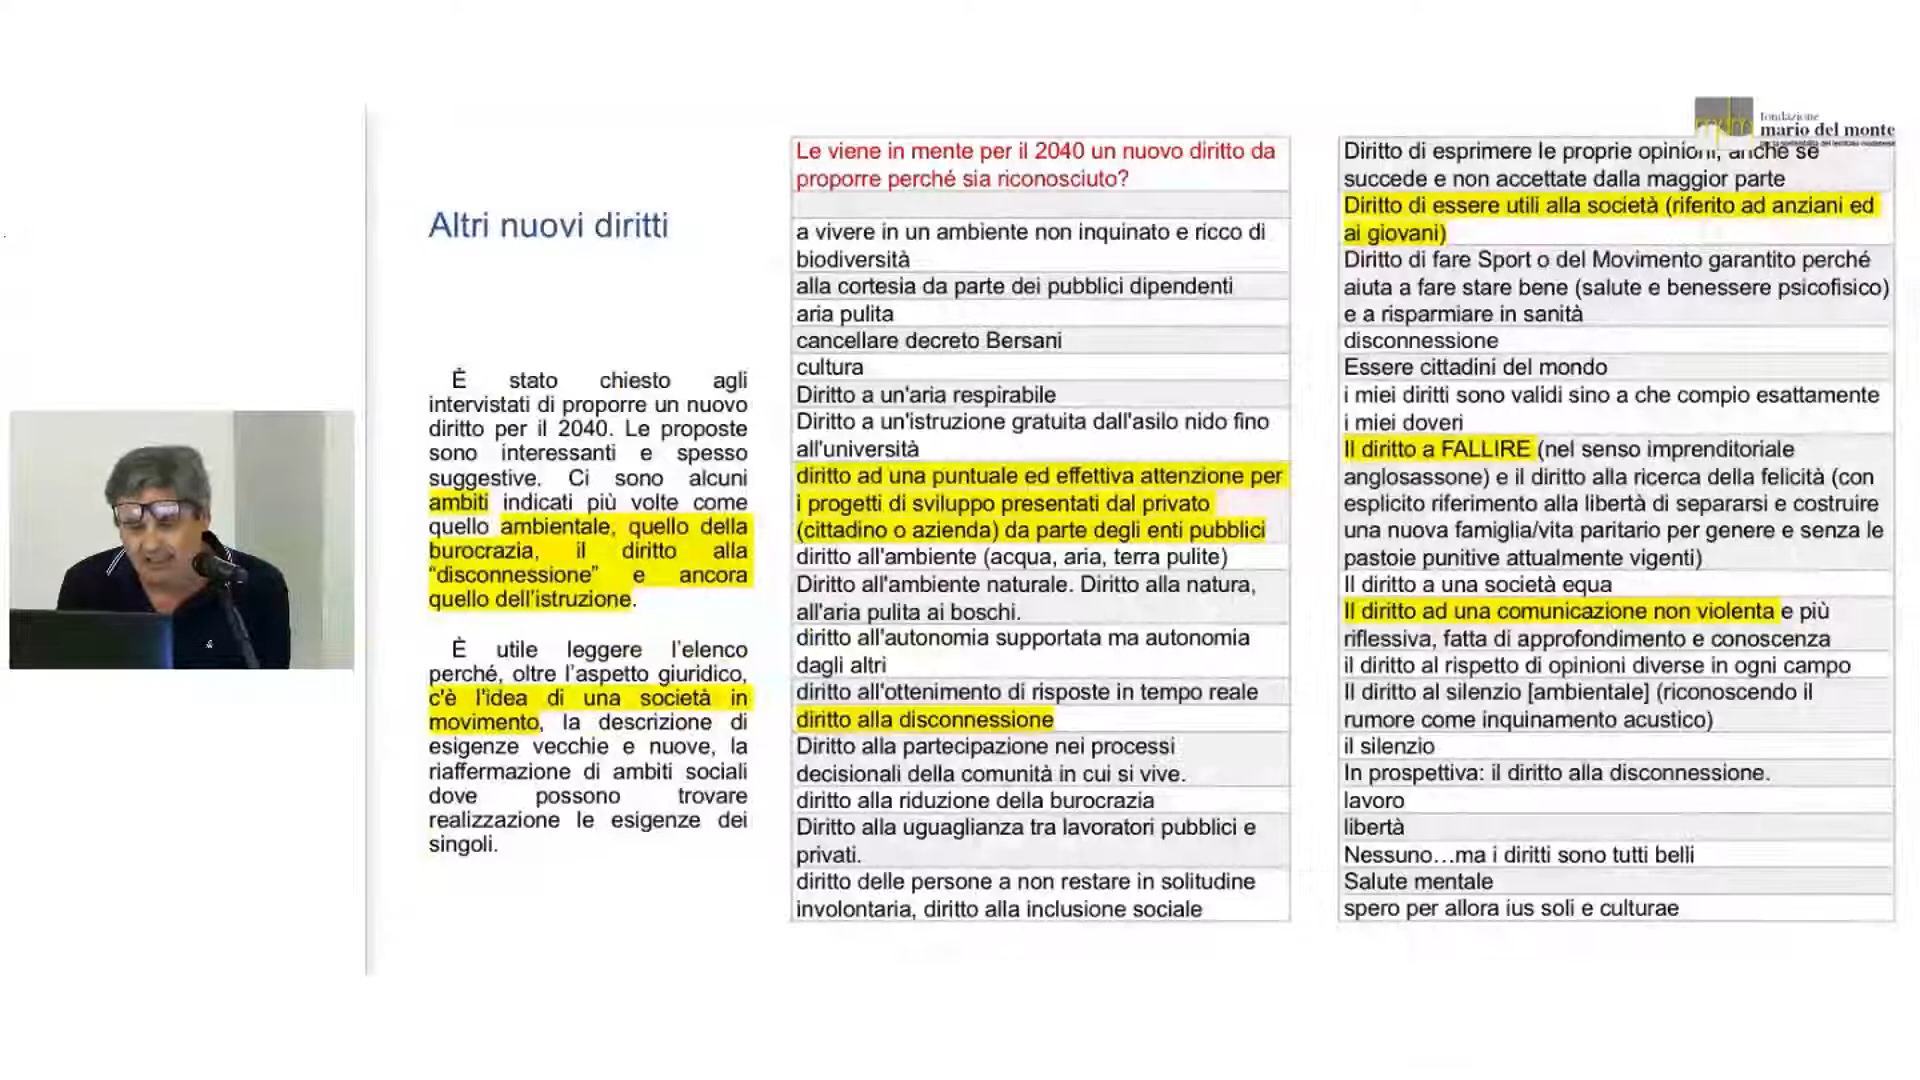 Altri nuovi diritti
È stato chiesto agli
intervistati di proporre un nuovo
diritto per il 2040. Le proposte
sono interessanti e spesso
suggestive. Ci sono alcuni
ambiti indicati più volte come
quello ambientale, quello della
burocrazia, il diritto alla
“disconnessione” e ancora
quello dell’istruzione.
È utile leggere l’elenco
perché, oltre l’aspetto giuridico,
c'è l'idea di una società in
movimento, la descrizione di
esigenze vecchie e nuove, la
riaffermazione di ambiti sociali
dove possono trovare
realizzazione le esigenze dei
singoli.
Le viene in mente per il 2040 un nuovo diritto da
proporre perché sia riconosciuto?
a vivere in un ambiente non inquinato e ricco di
biodiversità
alla cortesia da parte dei pubblici dipendenti
aria pulita
cancellare decreto Bersani
cultura
Diritto a un'aria respirabile
Diritto a un'istruzione gratuita dall'asilo nido fino
all'università
diritto ad una puntuale ed effettiva attenzione per
i progetti di sviluppo presentati dal privato
(cittadino o azienda) da parte degli enti pubblici
diritto all'ambiente (acqua, aria, terra pulite)
Diritto all'ambiente naturale. Diritto alla natura,
all'aria pulita ai boschi.
diritto all'autonomia supportata ma autonomia
dagli altri
diritto all'ottenimento di risposte in tempo reale
diritto alla disconnessione
Diritto alla partecipazione nei processi
decisionali della comunità in cui si vive.
diritto alla riduzione della burocrazia
Diritto alla uguaglianza tra lavoratori pubblici e
privati.
diritto delle persone a non restare in solitudine
involontaria, diritto alla inclusione sociale
fondazione
mario del monte
Diritto di esprimere le proprie opinioni, anche se
succede e non accettate dalla maggior parte
Diritto di essere utili alla società (riferito ad anziani ed
ai giovani)
Diritto di fare Sport o del Movimento garantito perché
aiuta a fare stare bene (salute e benessere psicofisico)
e a risparmiare in sanità
disconnessione
Essere cittadini del mondo
i miei diritti sono validi sino a che compio esattamente
i miei doveri
Il diritto a FALLIRE (nel senso imprenditoriale
anglosassone) e il diritto alla ricerca della felicità (con
esplicito riferimento alla libertà di separarsi e costruire
una nuova famiglia/vita paritario per genere e senza le
pastoie punitive attualmente vigenti)
Il diritto a una società equa
Il diritto ad una comunicazione non violenta e più
riflessiva, fatta di approfondimento e conoscenza
il diritto al rispetto di opinioni diverse in ogni campo
Il diritto al silenzio [ambientale] (riconoscendo il
rumore come inquinamento acustico)
il silenzio
In prospettiva: il diritto alla disconnessione.
lavoro
libertà
Nessuno…ma i diritti sono tutti belli
Salute mentale
spero per allora ius soli e culturae